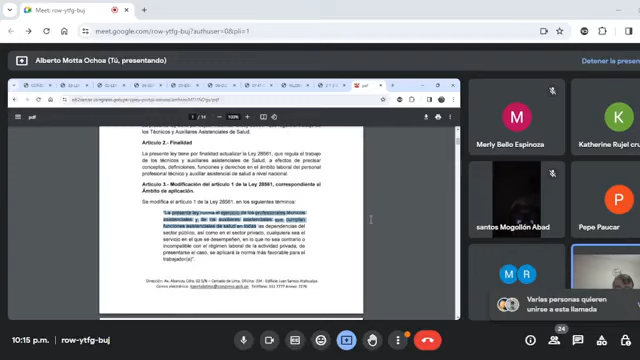 Meet: row-ytfg-buj
meet.google.com/row-ytfg-buj?authuser=0&pli=1
Alberto Motta Ochoa (Tú, presentando)
Detener la prese
pdf
1 / 14
100%
de los Técnicos y Auxiliares Asistenciales de Salud.
Artículo 2.- Finalidad
La presente ley tiene por finalidad actualizar la Ley 28561, que regula el trabajo
de los técnicos y auxiliares asistenciales de Salud, a efectos de precisar
conceptos, definiciones, funciones y derechos en el ámbito laboral del personal
profesional técnico y auxiliar asistencial de salud a nivel nacional.
Artículo 3.- Modificación del artículo 1 de la Ley 28561, correspondiente al
Ámbito de aplicación.
Se modifica el artículo 1 de la Ley 28561, en los siguientes términos:
"La presente ley norma el ejercicio de los profesionales técnicos
asistenciales y de los auxiliares asistenciales que cumplan
funciones asistenciales de salud en todas las dependencias del
sector público, así como en el sector privado, cualquiera sea el
servicio en el que se desempeñen, en lo que no sea contrario o
incompatible con el régimen laboral de la actividad privada, de
presentarse el caso, se aplicará la norma más favorable para el
trabajador(a)".
M
Merly Bello Espinoza
K
Katherine Rujel cru
santos Mogollon Abad
P
Pepe Paucar
M
R
Varias personas quieren
unirse a esta llamada
10:15 p.m.
row-ytfg-buj
24